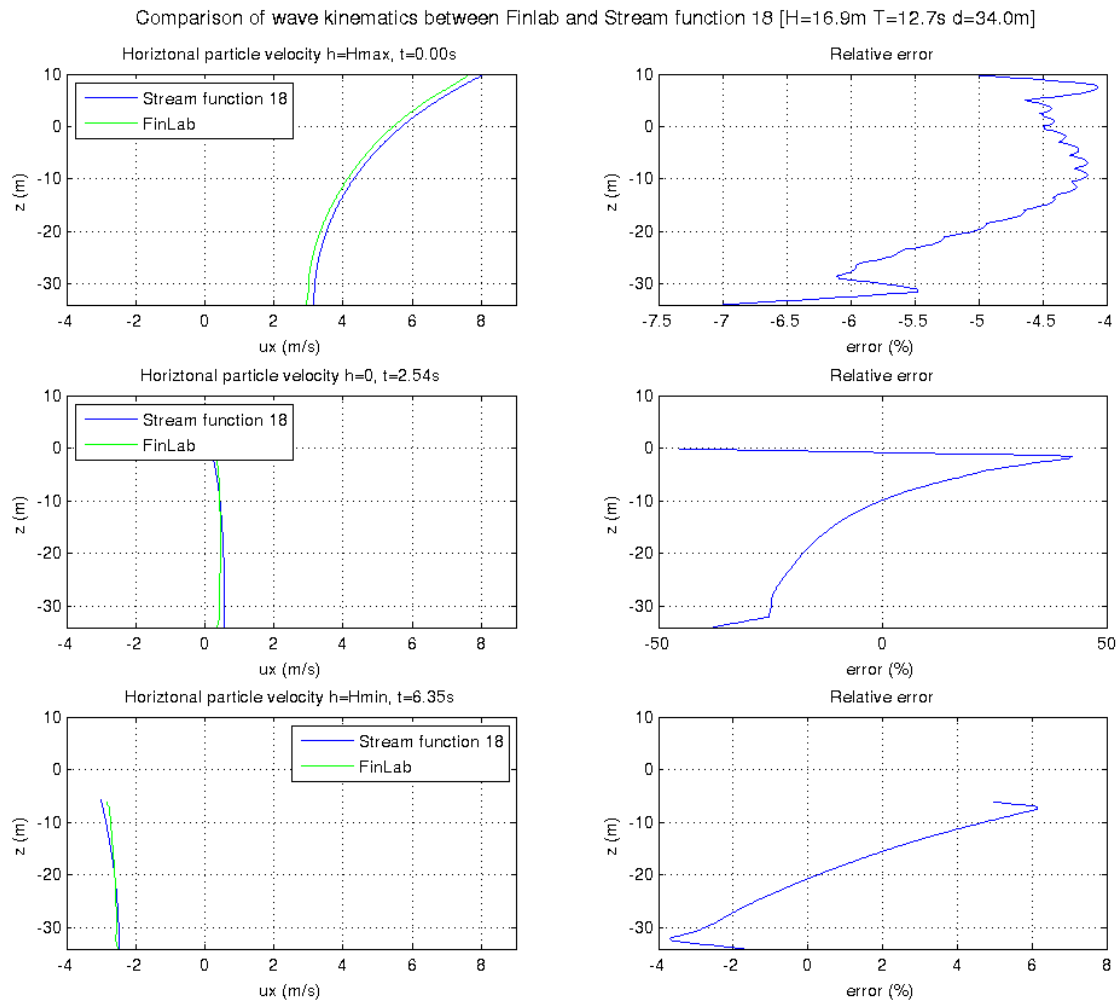 Comparison of wave kinematics between Finlab and Stream function 18 [H=16.9m T=12.7s d=34.0m]
Horiztonal particle velocity h=Hmax, t=0.00s
Stream function 18
FinLab
z (m)
10
0
-10
-20
-30
-4 -2 0 2 4 6 8
ux (m/s)
Relative error
z (m)
10
0
-10
-20
-30
-7.5 -7 -6.5 -6 -5.5 -5 -4.5 -4
error (%)
Horiztonal particle velocity h=0, t=2.54s
Stream function 18
FinLab
z (m)
10
0
-10
-20
-30
-4 -2 0 2 4 6 8
ux (m/s)
Relative error
z (m)
10
0
-10
-20
-30
-50 0 50
error (%)
Horiztonal particle velocity h=Hmin, t=6.35s
Stream function 18
FinLab
z (m)
10
0
-10
-20
-30
-4 -2 0 2 4 6 8
ux (m/s)
Relative error
z (m)
10
0
-10
-20
-30
-4 -2 0 2 4 6 8
error (%)